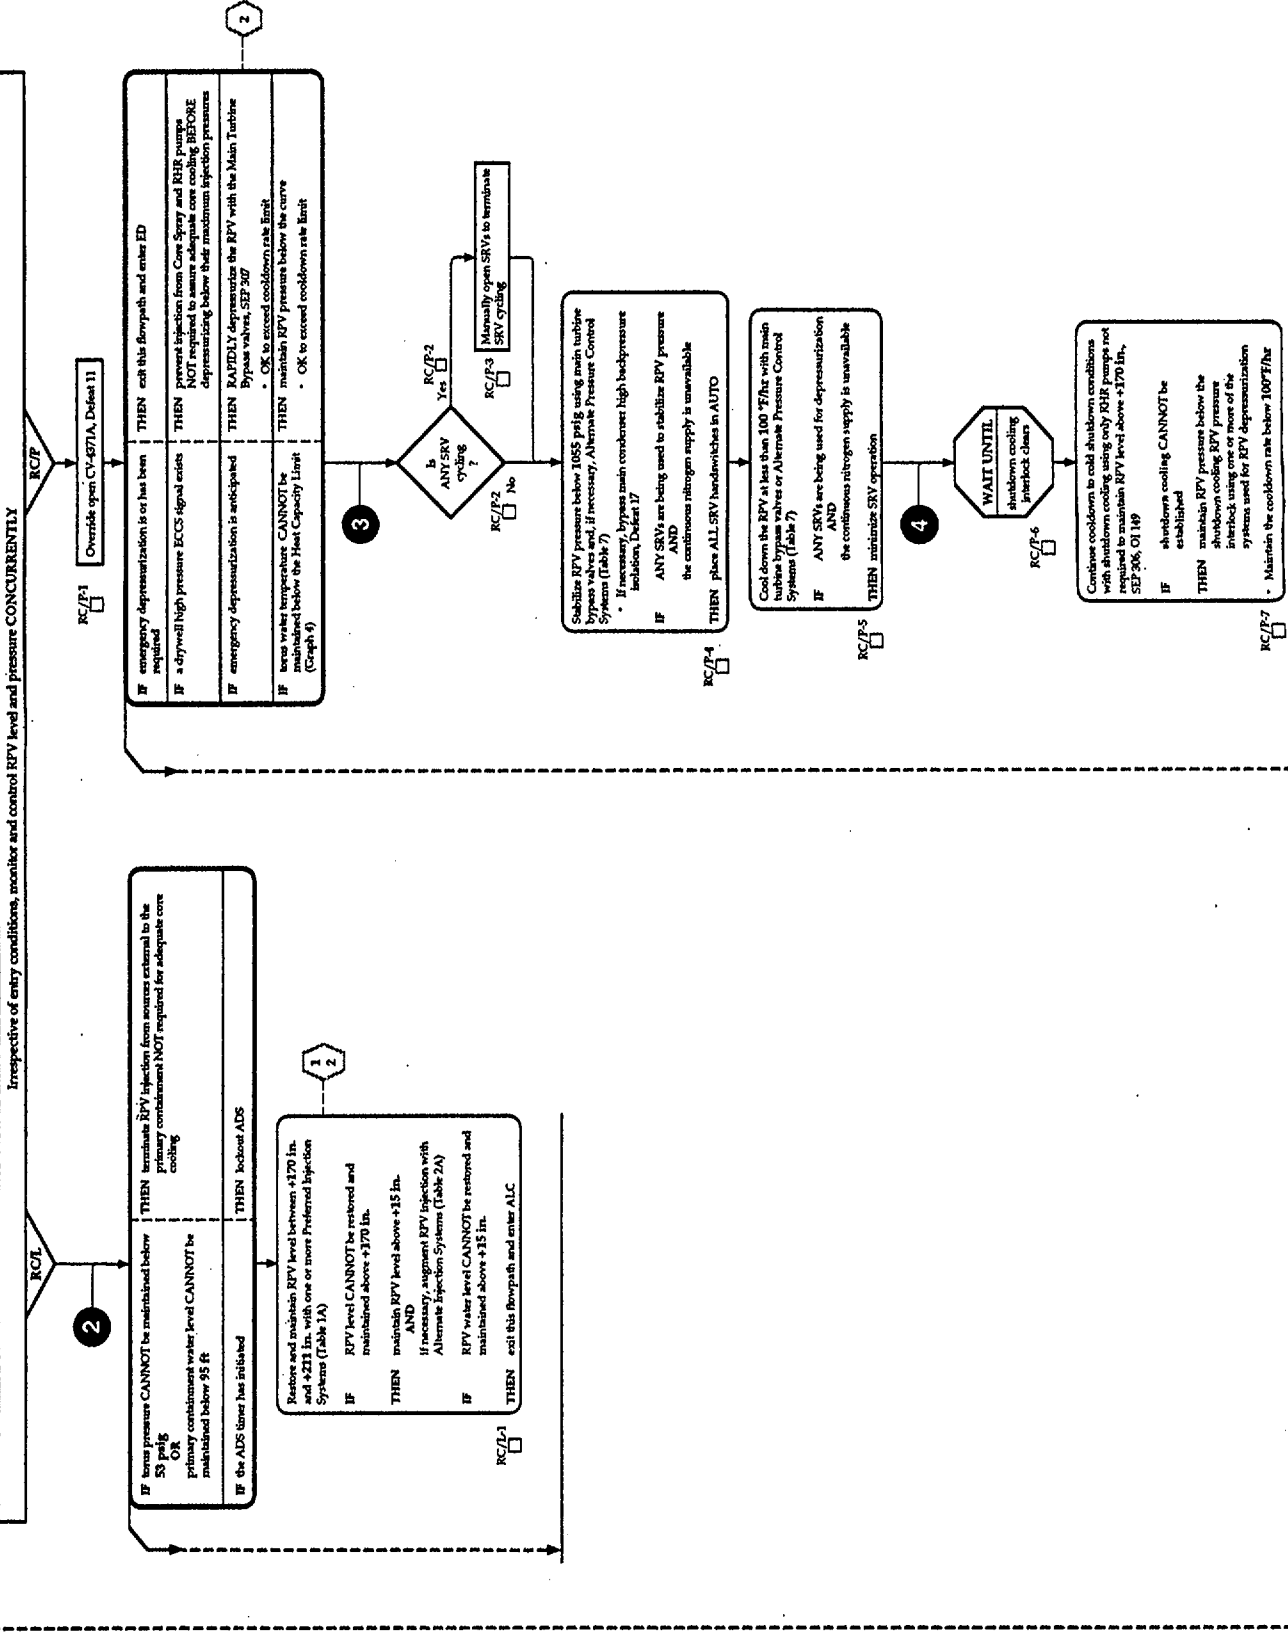 Irrespective of entry conditions, monitor and control RPV level and pressure CONCURRENTLY
RC/L
2
IF torus pressure CANNOT be maintained below
53 psig
OR
primary containment water level CANNOT be
maintained below 95 ft
THEN terminate RPV injection from sources external to the
primary containment NOT required for adequate core
cooling
IF the ADS timer has initiated
THEN lockout ADS
Restore and maintain RPV level between +170 in.
and +211 in. with one or more Preferred Injection
Systems (Table 1A)
IF RPV level CANNOT be restored and
maintained above +170 in.
THEN maintain RPV level above +15 in.
AND
if necessary, augment RPV injection with
Alternate Injection Systems (Table 2A)
IF RPV water level CANNOT be restored and
maintained above +15 in.
THEN exit this flowpath and enter ALC
RC/L-1
1
2
RC/P
RC/P-1
Override open CV-4371A, Defeat 11
IF emergency depressurization is or has been
required
THEN exit this flowpath and enter ED
IF a drywell high pressure ECCS signal exists
THEN prevent injection from Core Spray and RHR pumps
NOT required to assure adequate core cooling BEFORE
depressurizing below their maximum injection pressures
IF emergency depressurization is anticipated
THEN RAPIDLY depressurize the RPV with the Main Turbine
Bypass valves, SEP 307
• OK to exceed cooldown rate limit
IF torus water temperature CANNOT be
maintained below the Heat Capacity Limit
(Graph 4)
THEN maintain RPV pressure below the curve
• OK to exceed cooldown rate limit
2
3
Is
ANY SRV
cycling
?
RC/P-2
Yes
RC/P-2
No
Manually open SRVs to terminate
SRV cycling
RC/P-3
Stabilize RPV pressure below 1055 psig using main turbine
bypass valves and, if necessary, Alternate Pressure Control
Systems (Table 7)
• If necessary, bypass main condenser high backpressure
isolation, Defeat 17
IF ANY SRVs are being used to stabilize RPV pressure
AND
the continuous nitrogen supply is unavailable
THEN place ALL SRV handswitches in AUTO
RC/P-4
Cool down the RPV at less than 100 °F/hr with main
turbine bypass valves or Alternate Pressure Control
Systems (Table 7)
IF ANY SRVs are being used for depressurization
AND
the continuous nitrogen supply is unavailable
THEN minimize SRV operation
RC/P-5
4
WAIT UNTIL
shutdown cooling
interlock clears
RC/P-6
Continue cooldown to cold shutdown conditions
with shutdown cooling using only RHR pumps not
required to maintain RPV level above +170 in.,
SEP 306, OI 149
IF shutdown cooling CANNOT be
established
THEN maintain RPV pressure below the
shutdown cooling RPV pressure
interlock using one or more of the
systems used for RPV depressurization
• Maintain the cooldown rate below 100°F/hr
RC/P-7